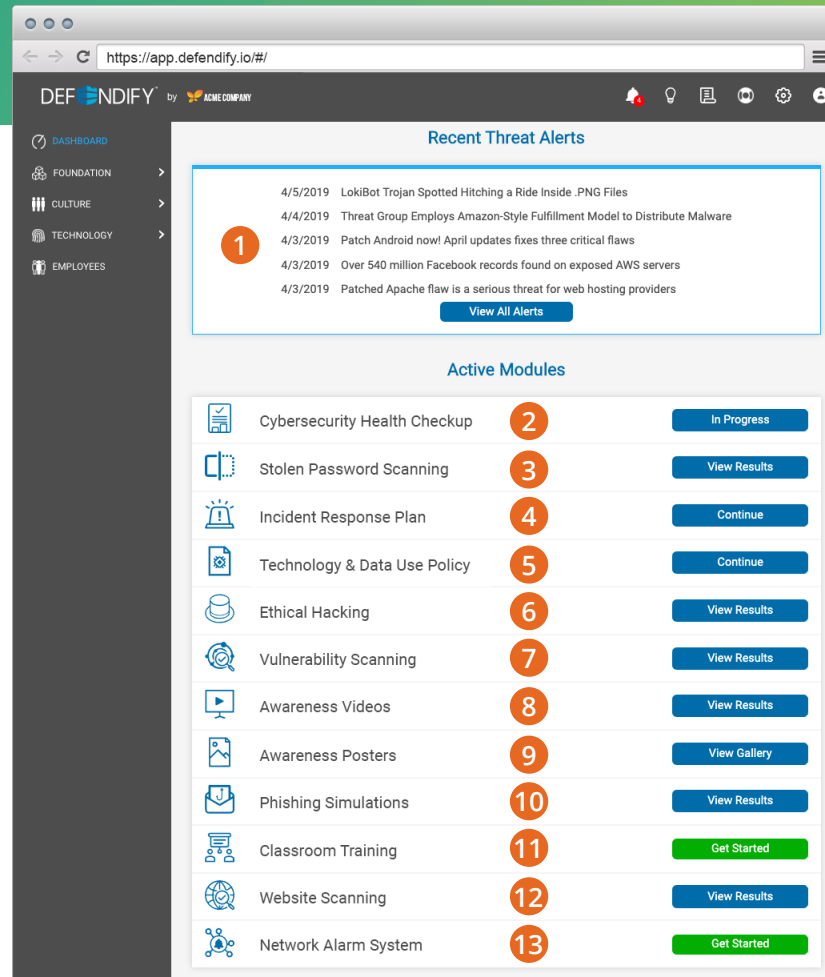 https://app.defendify.io/#/
DEFENDIFY by ACME COMPANY
4
DASHBOARD
FOUNDATION
CULTURE
TECHNOLOGY
EMPLOYEES
Recent Threat Alerts
1
4/5/2019 LokiBot Trojan Spotted Hitching a Ride Inside .PNG Files
4/4/2019 Threat Group Employs Amazon-Style Fulfillment Model to Distribute Malware
4/3/2019 Patch Android now! April updates fixes three critical flaws
4/3/2019 Over 540 million Facebook records found on exposed AWS servers
4/3/2019 Patched Apache flaw is a serious threat for web hosting providers
View All Alerts
Active Modules
Cybersecurity Health Checkup 2 In Progress
Stolen Password Scanning 3 View Results
Incident Response Plan 4 Continue
Technology & Data Use Policy 5 Continue
Ethical Hacking 6 View Results
Vulnerability Scanning 7 View Results
Awareness Videos 8 View Results
Awareness Posters 9 View Gallery
Phishing Simulations 10 View Results
Classroom Training 11 Get Started
Website Scanning 12 View Results
Network Alarm System 13 Get Started